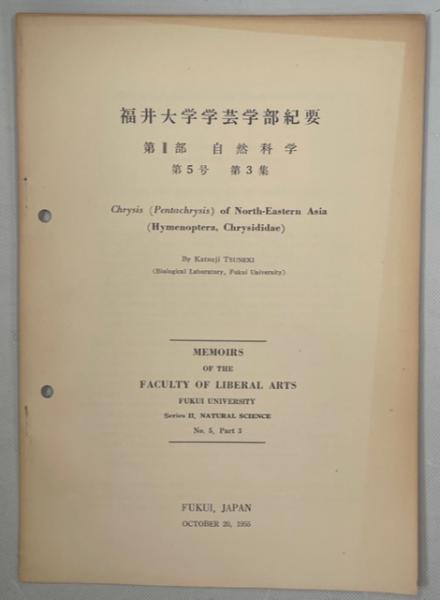 福井大学学芸学部紀要
第Ⅱ部 自然科学
第5号 第3集
Chrysis (Pentachrysis) of North-Eastern Asia
(Hymenoptera, Chrysididae)
By Katsuji TSUNEKI
(Biological Laboratory, Fukui University)
MEMOIRS
OF THE
FACULTY OF LIBERAL ARTS
FUKUI UNIVERSITY
Series II, NATURAL SCIENCE
No. 5, Part 3
FUKUI, JAPAN
OCTOBER 20, 1955